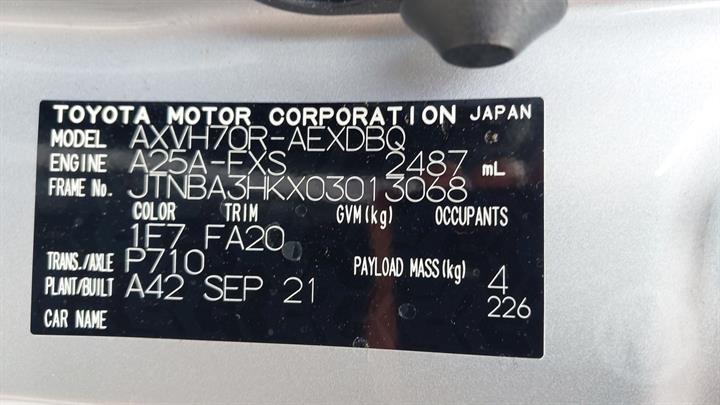 TOYOTA MOTOR CORPORATION JAPAN
MODEL AXVH70R-AEXDBQ
ENGINE A25A-FXS 2487 mL
FRAME No. JTNBA3HKX03013068
COLOR TRIM GVM(kg) OCCUPANTS
1F7 FA20
TRANS./AXLE P710 PAYLOAD MASS(kg) 4
PLANT/BUILT A42 SEP 21 226
CAR NAME